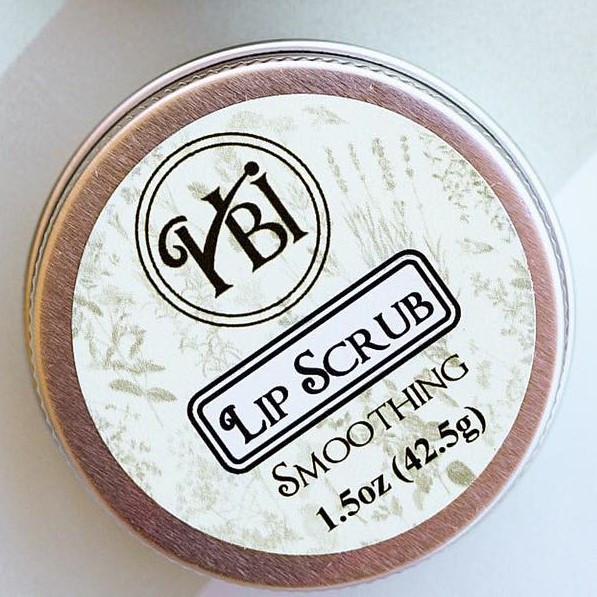 YBI
LIP SCRUB
SMOOTHING
1.5oz (42.5g)